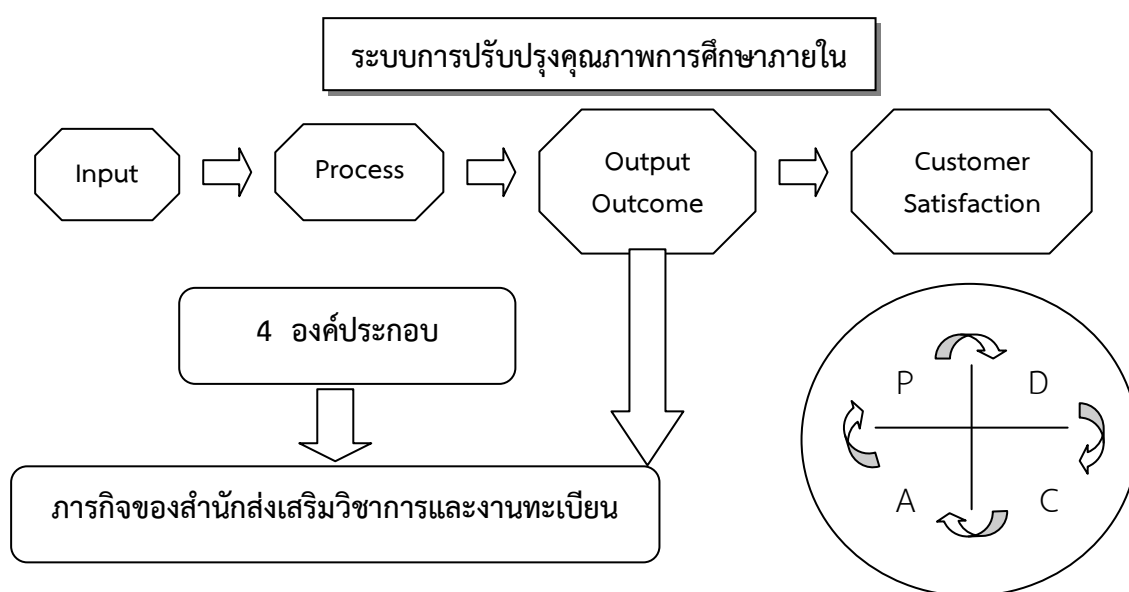 ระบบการปรับปรุงคุณภาพการศึกษาภายใน
Input
Process
Output
Outcome
Customer
Satisfaction
4 องค์ประกอบ
ภารกิจของสำนักส่งเสริมวิชาการและงานทะเบียน
P D
A C